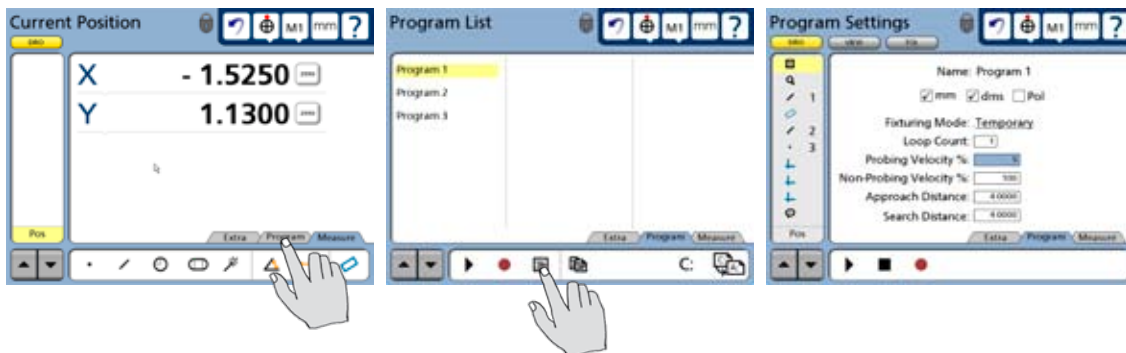 Current Position
M1 mm ?
DRO
X - 1.5250
Y 1.1300
Pos
Extra Program Measure
Program List
M1 mm ?
Program 1
Program 2
Program 3
Extra Program Measure
C:
Program Settings
M1 mm ?
DRO VIEW
Name: Program 1
mm dms Pol
Fixturing Mode: Temporary
Loop Count: 1
Probing Velocity %: 5
Non-Probing Velocity %: 100
Approach Distance: 4.0000
Search Distance: 4.0000
1
2
3
Pos
Extra Program Measure